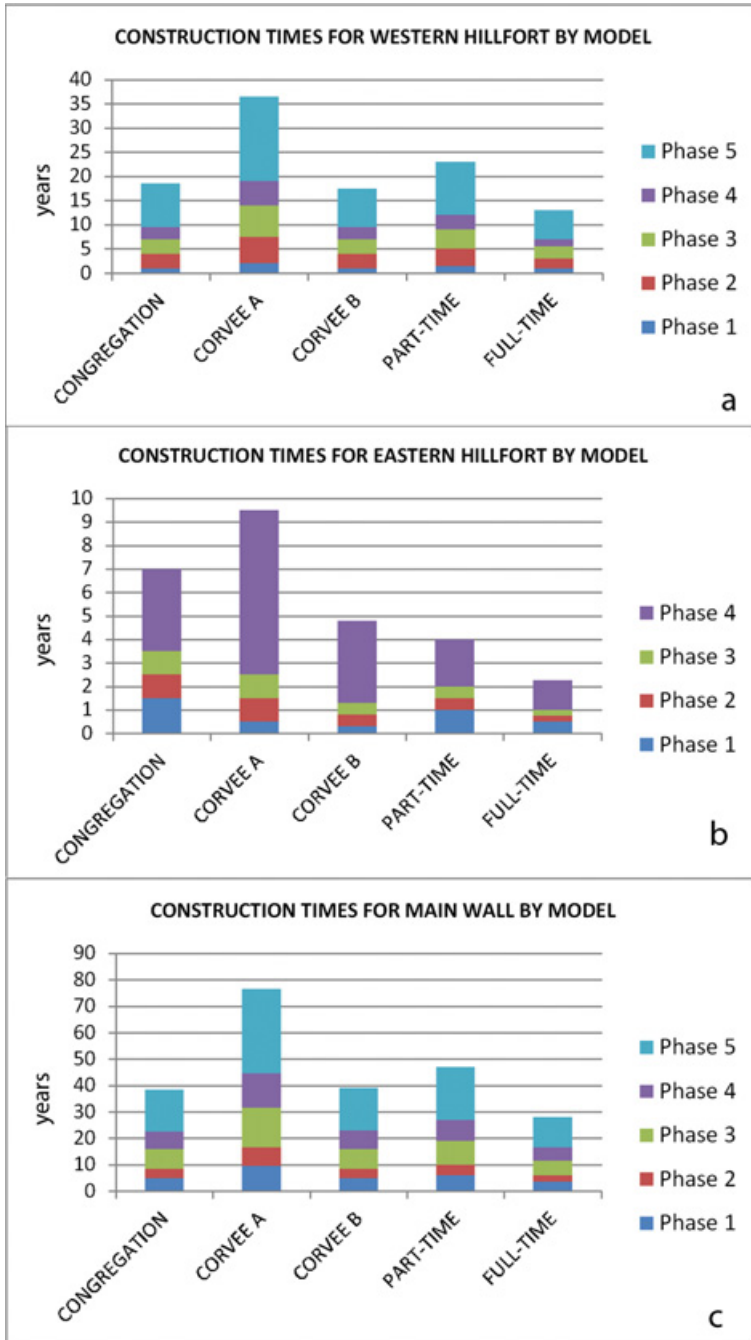 CONSTRUCTION TIMES FOR WESTERN HILLFORT BY MODEL
40
35
30
25
20
15
10
5
0
years
CONGREGATION
CORVEE A
CORVEE B
PART-TIME
FULL-TIME
Phase 5
Phase 4
Phase 3
Phase 2
Phase 1
a
CONSTRUCTION TIMES FOR EASTERN HILLFORT BY MODEL
10
9
8
7
6
5
4
3
2
1
0
years
CONGREGATION
CORVEE A
CORVEE B
PART-TIME
FULL-TIME
Phase 4
Phase 3
Phase 2
Phase 1
b
CONSTRUCTION TIMES FOR MAIN WALL BY MODEL
90
80
70
60
50
40
30
20
10
0
years
CONGREGATION
CORVEE A
CORVEE B
PART-TIME
FULL-TIME
Phase 5
Phase 4
Phase 3
Phase 2
Phase 1
c